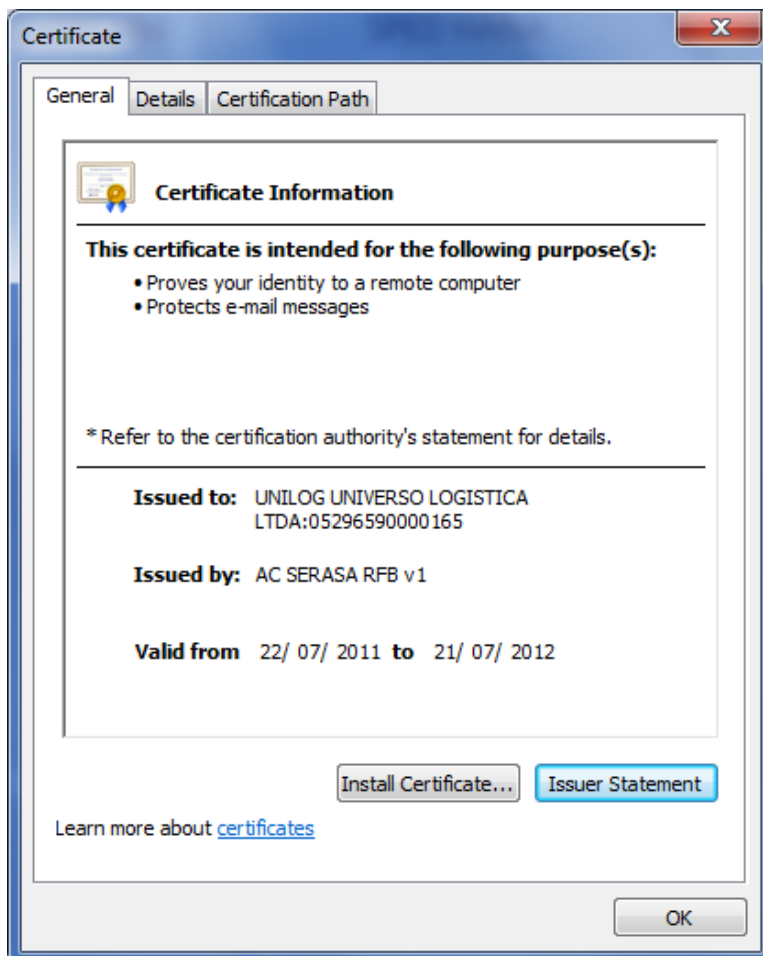 Certificate
General Details Certification Path
Certificate Information
This certificate is intended for the following purpose(s):
• Proves your identity to a remote computer
• Protects e-mail messages
* Refer to the certification authority's statement for details.
Issued to: UNILOG UNIVERSO LOGISTICA
LTDA:05296590000165
Issued by: AC SERASA RFB v1
Valid from 22/ 07/ 2011 to 21/ 07/ 2012
Install Certificate... Issuer Statement
Learn more about certificates
OK